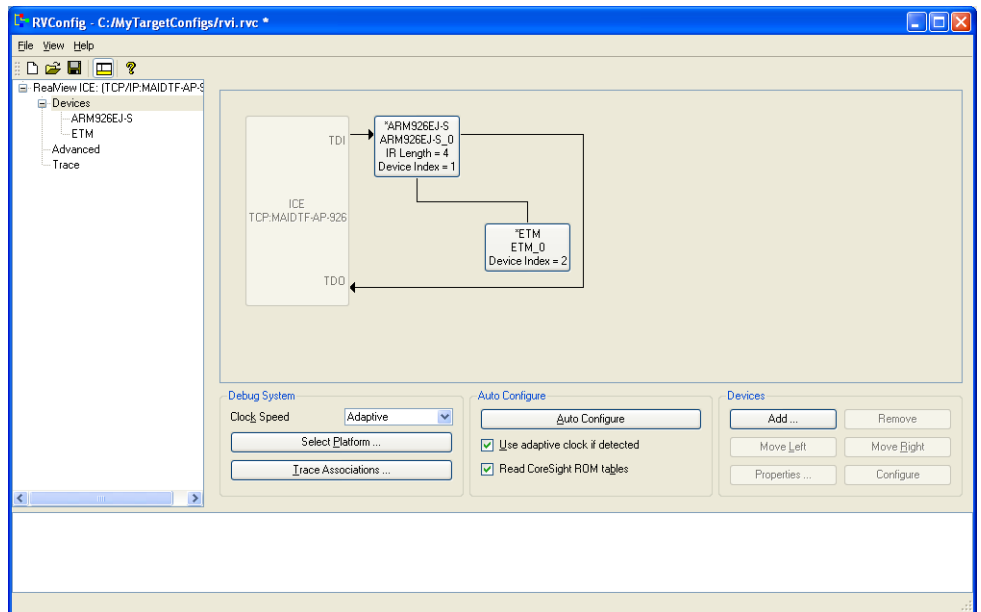 RVConfig - C:/MyTargetConfigs/rvi.rvc *
File View Help
RealView ICE: (TCP/IP:MAIDTF-AP-9
Devices
ARM926EJ-S
ETM
Advanced
Trace
TDI
ICE
TCP:MAIDTF-AP-926
TDO
*ARM926EJ-S
ARM926EJ-S_0
IR Length = 4
Device Index = 1
*ETM
ETM_0
Device Index = 2
Debug System
Clock Speed Adaptive
Select Platform ...
Trace Associations ...
Auto Configure
Auto Configure
Use adaptive clock if detected
Read CoreSight ROM tables
Devices
Add ... Remove
Move Left Move Right
Properties ... Configure